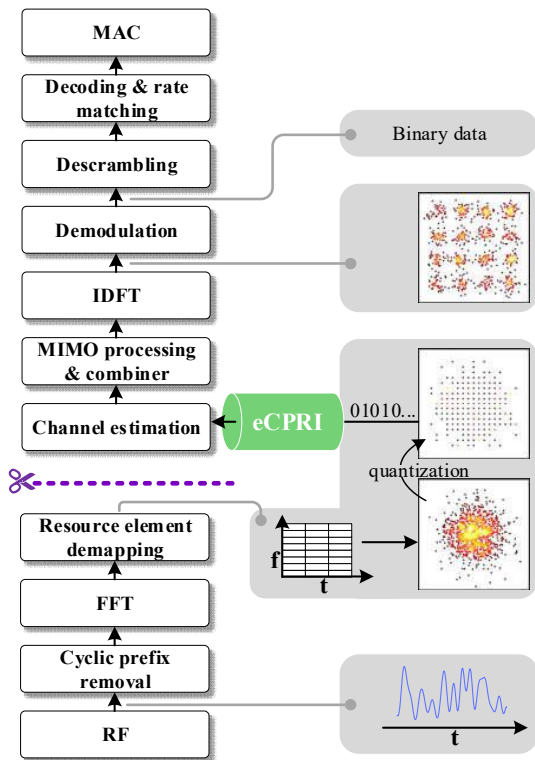 MAC
Decoding & rate
matching
Descrambling
Demodulation
IDFT
MIMO processing
& combiner
Channel estimation
Resource element
demapping
FFT
Cyclic prefix
removal
RF
Binary data
eCPRI
01010...
quantization
f
t
t